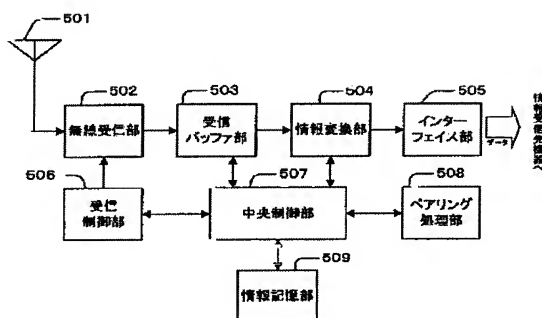 501
502
503
504
505
無線受信部
受信
バッファ部
情報変換部
インター
フェイス部
データ
情報受信先機器へ
506
507
508
受信
制御部
中央制御部
ペアリング
処理部
509
情報記憶部